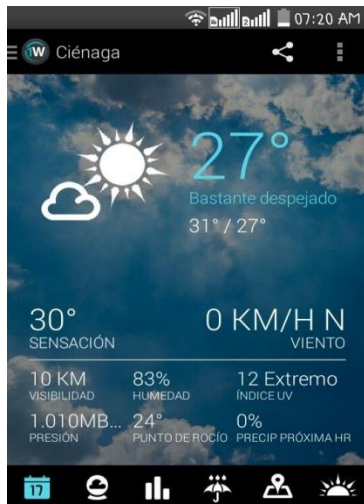 07:20 AM
1W Ciénaga
27°
Bastante despejado
31° / 27°
30° 0 KM/H N
SENSACIÓN VIENTO
10 KM 83% 12 Extremo
VISIBILIDAD HUMEDAD ÍNDICE UV
1.010MB... 24° 0%
PRESIÓN PUNTO DE ROCÍO PRECIP PRÓXIMA HR
17